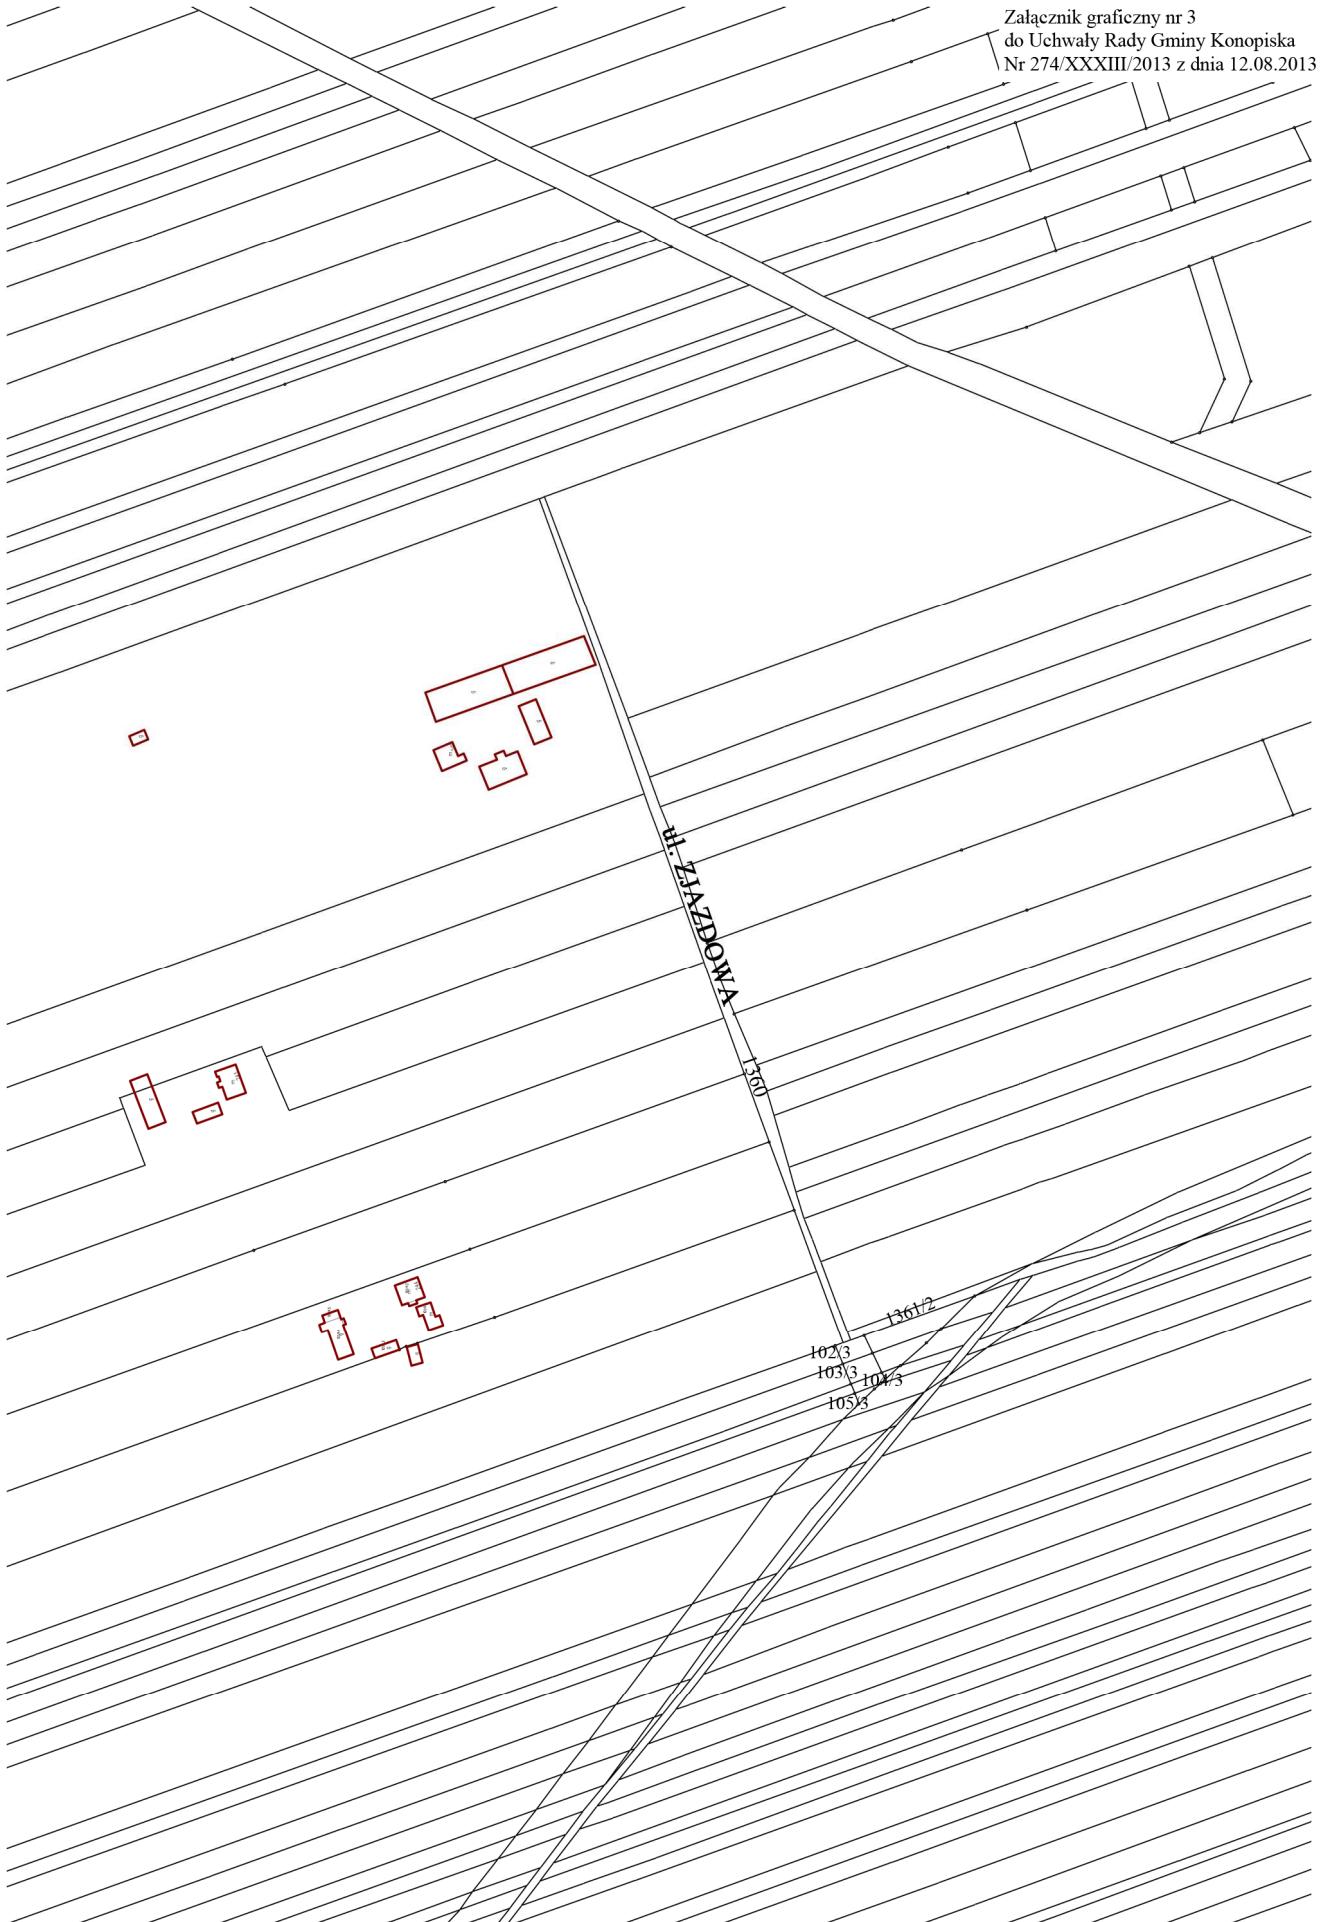 Załącznik graficzny nr 3
do Uchwały Rady Gminy Konopiska
Nr 274/XXXIII/2013 z dnia 12.08.2013
ul. ZJAZDOWA
1360
1361/2
102/3
103/3
104/3
105/3